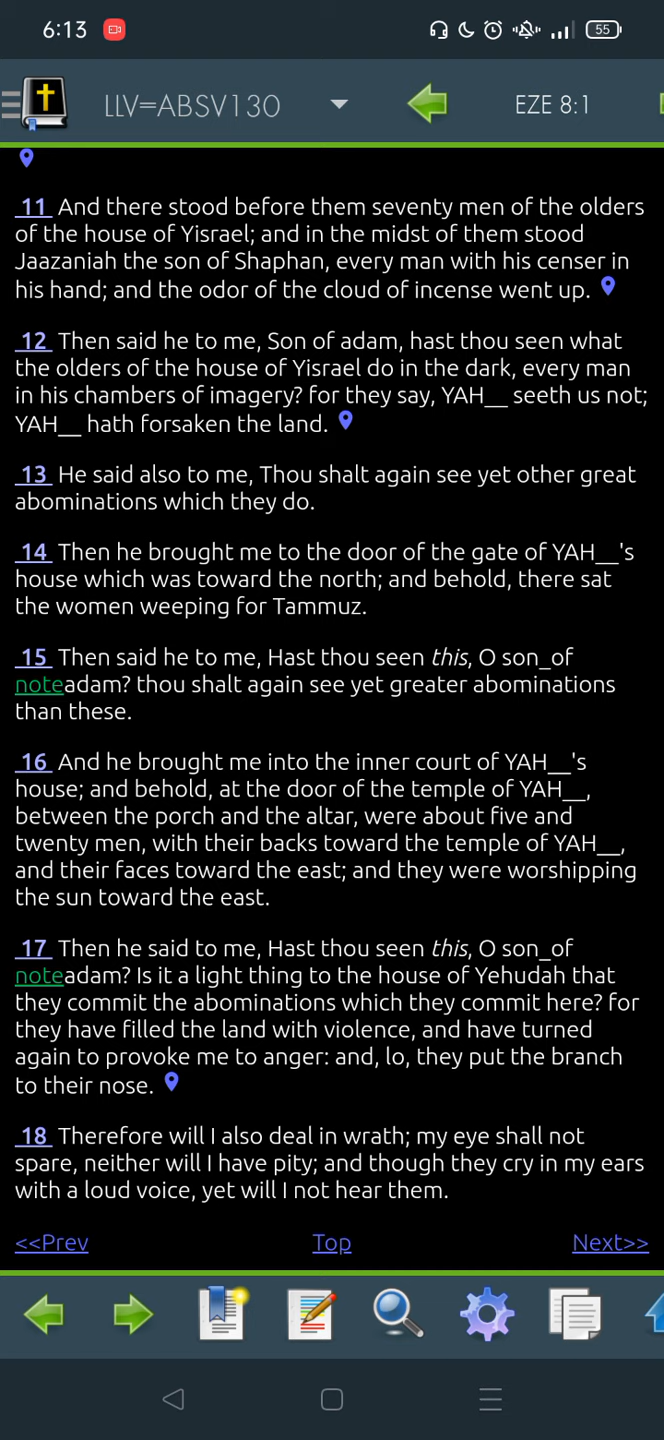 6:13
55
LLV=ABSV130
EZE 8:1
11 And there stood before them seventy men of the olders
of the house of Yisrael; and in the midst of them stood
Jaazaniah the son of Shaphan, every man with his censer in
his hand; and the odor of the cloud of incense went up.
12 Then said he to me, Son of adam, hast thou seen what
the olders of the house of Yisrael do in the dark, every man
in his chambers of imagery? for they say, YAH__ seeth us not;
YAH__ hath forsaken the land.
13 He said also to me, Thou shalt again see yet other great
abominations which they do.
14 Then he brought me to the door of the gate of YAH__'s
house which was toward the north; and behold, there sat
the women weeping for Tammuz.
15 Then said he to me, Hast thou seen this, O son_of
noteadam? thou shalt again see yet greater abominations
than these.
16 And he brought me into the inner court of YAH__'s
house; and behold, at the door of the temple of YAH__,
between the porch and the altar, were about five and
twenty men, with their backs toward the temple of YAH__,
and their faces toward the east; and they were worshipping
the sun toward the east.
17 Then he said to me, Hast thou seen this, O son_of
noteadam? Is it a light thing to the house of Yehudah that
they commit the abominations which they commit here? for
they have filled the land with violence, and have turned
again to provoke me to anger: and, lo, they put the branch
to their nose.
18 Therefore will I also deal in wrath; my eye shall not
spare, neither will I have pity; and though they cry in my ears
with a loud voice, yet will I not hear them.
<<Prev Top Next>>